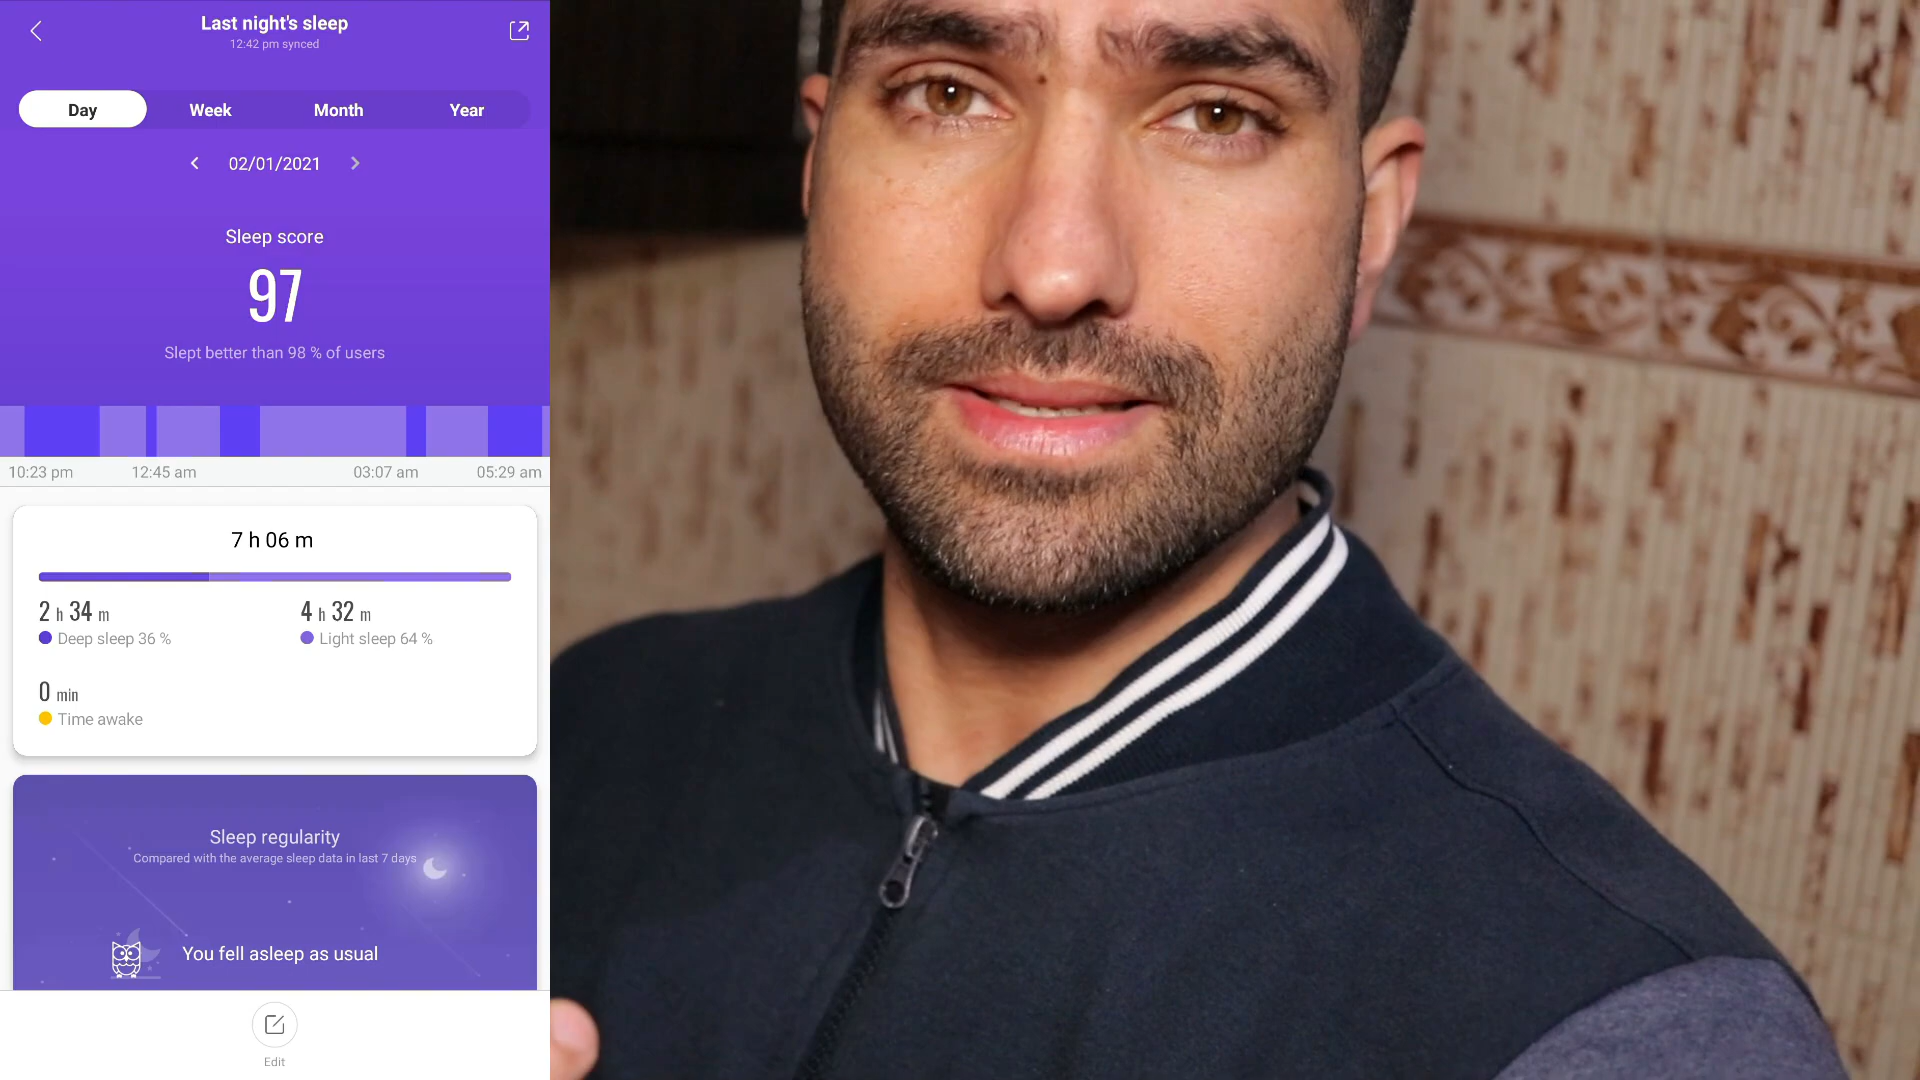 Last night's sleep
12:42 pm synced
Day Week Month Year
02/01/2021
Sleep score
97
Slept better than 98 % of users
10:23 pm 12:45 am 03:07 am 05:29 am
7 h 06 m
2 h 34 m 4 h 32 m
Deep sleep 36 % Light sleep 64 %
0 min
Time awake
Sleep regularity
Compared with the average sleep data in last 7 days
You fell asleep as usual
Edit